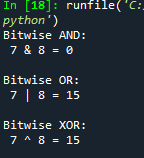 In [18]: runfile('C:/
python')
Bitwise AND:
7 & 8 = 0
Bitwise OR:
7 | 8 = 15
Bitwise XOR:
7 ^ 8 = 15